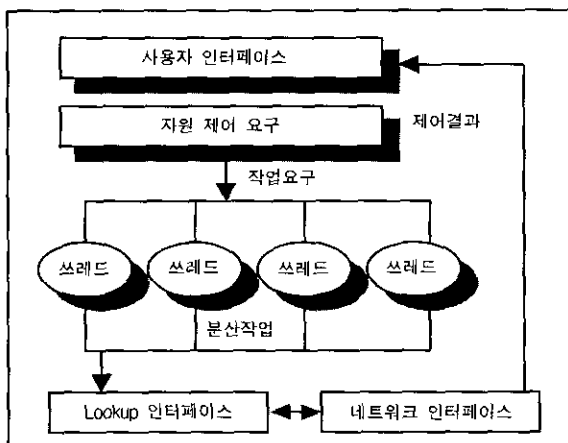 사용자 인터페이스
자원 제어 요구
제어결과
작업요구
쓰레드
쓰레드
쓰레드
쓰레드
분산작업
Lookup 인터페이스
네트워크 인터페이스